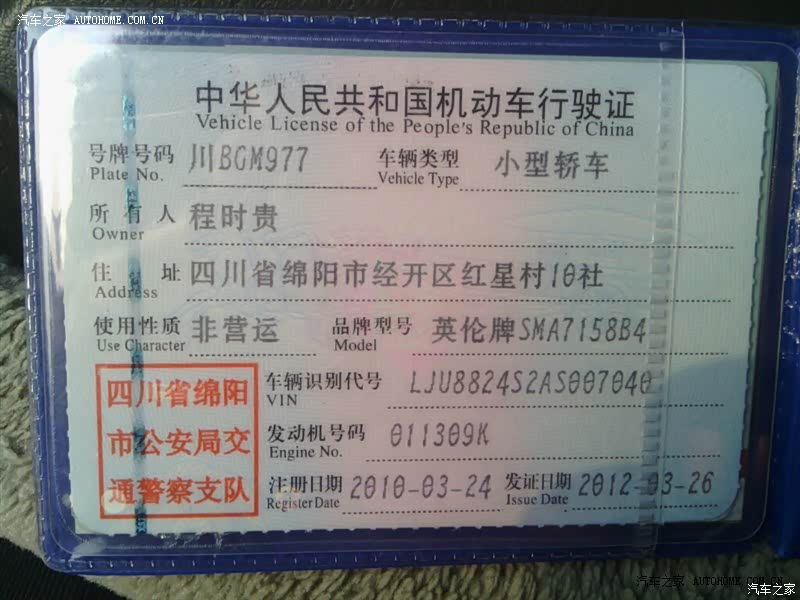 汽车之家 AUTOHOME.COM.CN
中华人民共和国机动车行驶证
Vehicle License of the People's Republic of China
号牌号码 川BGM977 车辆类型 小型轿车
Plate No. Vehicle Type
所有人 程时贵
Owner
住址 四川省绵阳市经开区红星村10社
Address
使用性质 非营运 品牌型号 英伦牌SMA7158B4
Use Character Model
四川省绵阳
市公安局交
通警察支队
车辆识别代号 LJU8824S2AS007040
VIN
发动机号码 011309K
Engine No.
注册日期 2010-03-24 发证日期 2012-03-26
Register Date Issue Date
汽车之家 AUTOHOME.COM.CN
汽车之家